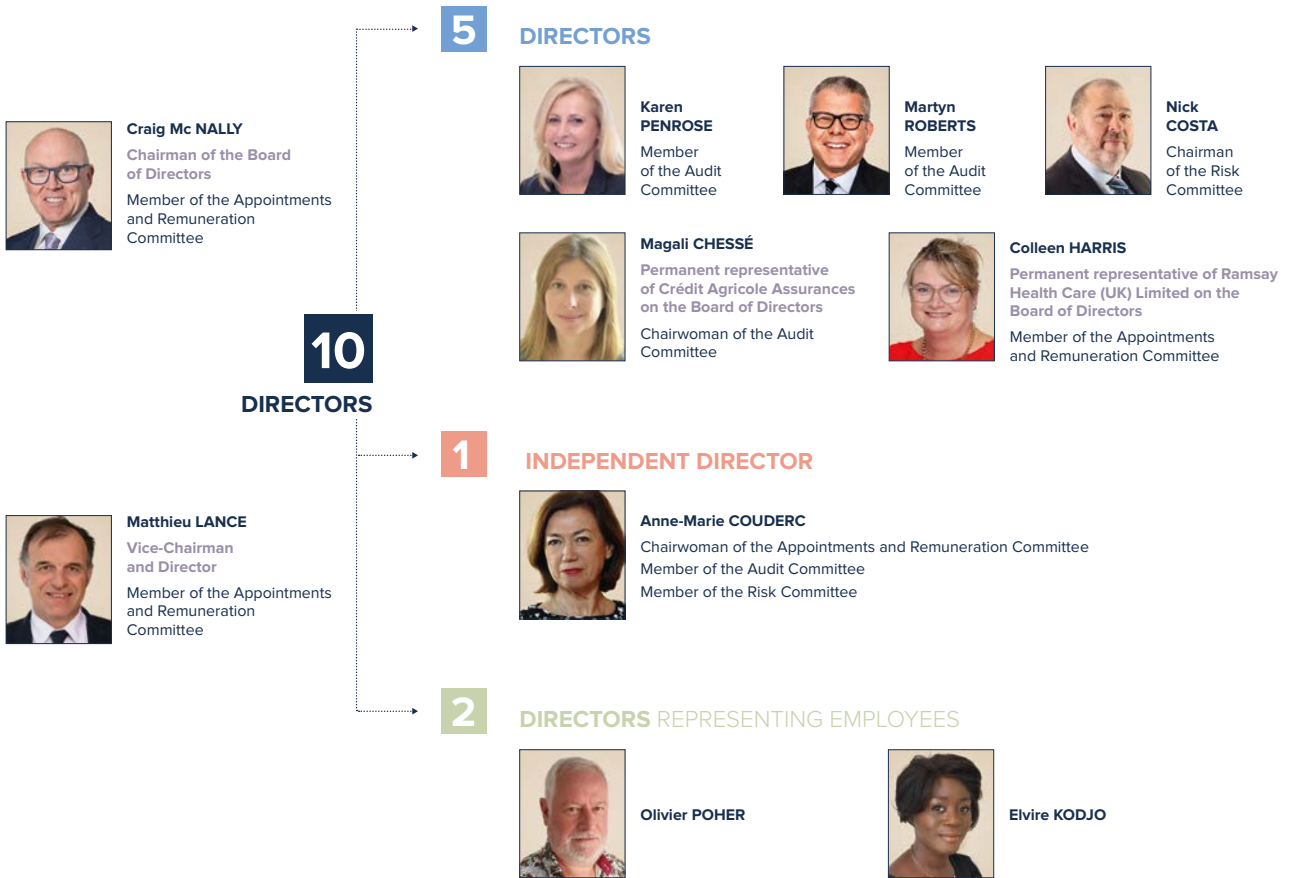 Craig Mc NALLY
Chairman of the Board
of Directors
Member of the Appointments
and Remuneration
Committee
10
DIRECTORS
Matthieu LANCE
Vice-Chairman
and Director
Member of the Appointments
and Remuneration
Committee
5
DIRECTORS
Karen
PENROSE
Member
of the Audit
Committee
Martyn
ROBERTS
Member
of the Audit
Committee
Nick
COSTA
Chairman
of the Risk
Committee
Magali CHESSÉ
Permanent representative
of Crédit Agricole Assurances
on the Board of Directors
Chairwoman of the Audit
Committee
Colleen HARRIS
Permanent representative of Ramsay
Health Care (UK) Limited on the
Board of Directors
Member of the Appointments
and Remuneration Committee
1
INDEPENDENT DIRECTOR
Anne-Marie COUDERC
Chairwoman of the Appointments and Remuneration Committee
Member of the Audit Committee
Member of the Risk Committee
2
DIRECTORS REPRESENTING EMPLOYEES
Olivier POHER
Elvire KODJO